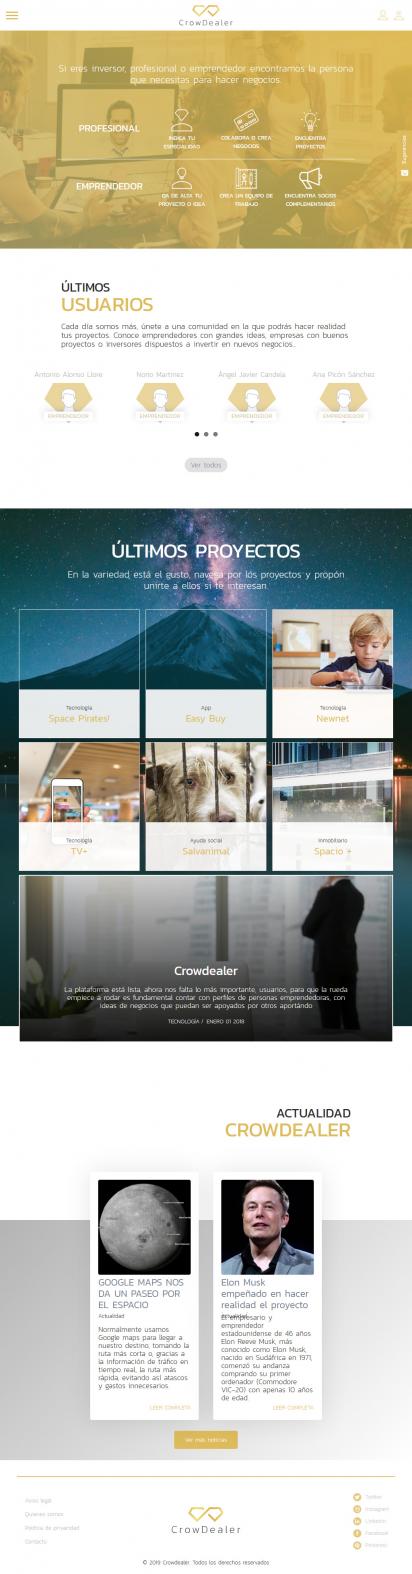 CrowDealer
Si eres inversor, profesional o emprendedor encontramos la persona
que necesitas para hacer negocios.
PROFESIONAL
INDICA TU
ESPECIALIDAD
COLABORA O CREA
NEGOCIOS
ENCUENTRA
PROYECTOS
Sugerencias
EMPRENDEDOR
DA DE ALTA TU
PROYECTO O IDEA
CREA UN EQUIPO DE
TRABAJO
ENCUENTRA SOCIOS
COMPLEMENTARIOS
ÚLTIMOS
USUARIOS
Cada día somos más, únete a una comunidad en la que podrás hacer realidad
tus proyectos. Conoce emprendedores con grandes ideas, empresas con buenos
proyectos o inversores dispuestos a invertir en nuevos negocios.
Antonio Alonso Llore
Nono Martinez
Ángel Javier Candela
Ana Picón Sánchez
EMPRENDEDOR
EMPRENDEDOR
EMPRENDEDOR
EMPRENDEDOR
Ver todos
ÚLTIMOS PROYECTOS
En la variedad está el gusto, navega por los proyectos y propón
unirte a ellos si te interesan.
Tecnología
Space Pirates!
App
Easy Buy
Tecnología
Newnet
Tecnología
TV+
Ayuda social
Salvanimal
Inmobiliario
Spacio +
Crowdealer
La plataforma está lista, ahora nos falta lo más importante, usuarios, para que la rueda
empiece a rodar es fundamental contar con perfiles de personas emprendedoras, con
ideas de negocios que puedan ser apoyados por otros aportándo
TECNOLOGÍA / ENERO 01 2018
ACTUALIDAD
CROWDEALER
GOOGLE MAPS NOS
DA UN PASEO POR
EL ESPACIO
Actualidad
Normalmente usamos
Google maps para llegar a
nuestro destino, tomando la
ruta más corta o, gracias a
la información de tráfico en
tiempo real, la ruta más
rápida, evitando así atascos
y gastos innecesarios.
LEER COMPLETA
Elon Musk
empeñado en hacer
realidad el proyecto
Actualidad
El empresario y
emprendedor
estadounidense de 46 años
Elon Reeve Musk, más
conocido como Elon Musk,
nacido en Sudáfrica en 1971,
comenzó su andanza
comprando su primer
ordenador (Commodore
VIC-20) con apenas 10 años
de edad.
LEER COMPLETA
Ver más noticias
Aviso legal
Quienes somos
Política de privacidad
Contacto
CrowDealer
Twitter
Instagram
Linkedin
Facebook
Pinterest
© 2019 Crowdealer. Todos los derechos reservados